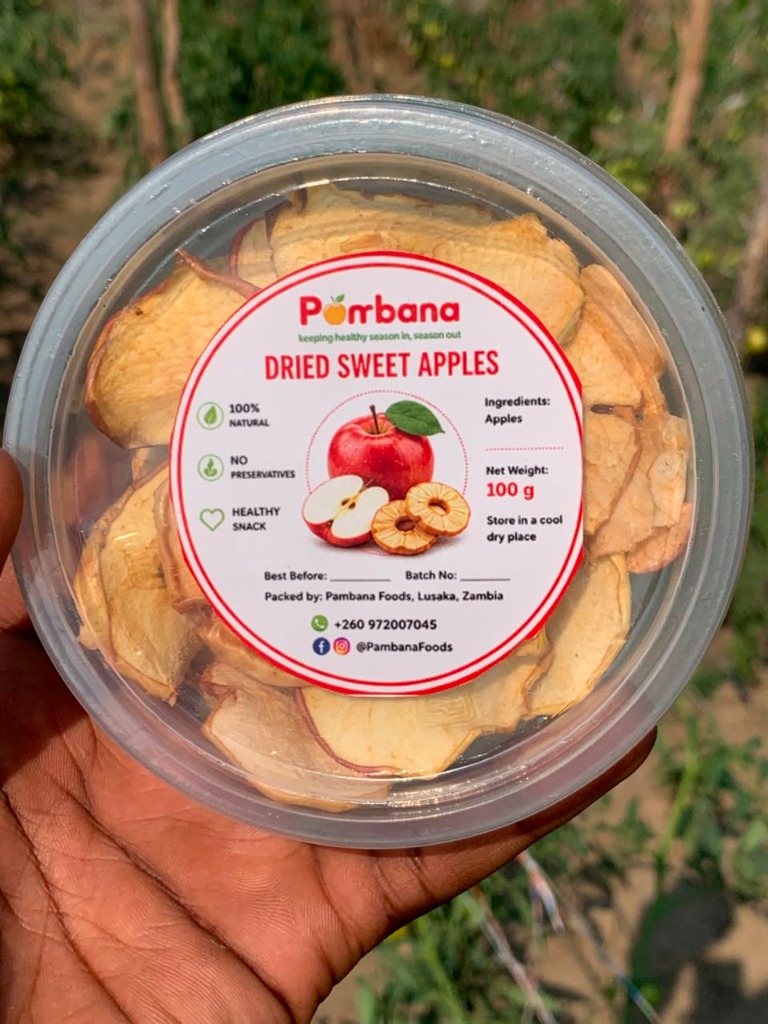 Pambana
keeping healthy season in, season out
DRIED SWEET APPLES
100%
NATURAL
NO
PRESERVATIVES
HEALTHY
SNACK
Ingredients:
Apples
Net Weight:
100 g
Store in a cool
dry place
Best Before: __________ Batch No: ________
Packed by: Pambana Foods, Lusaka, Zambia
+260 972007045
@PambanaFoods